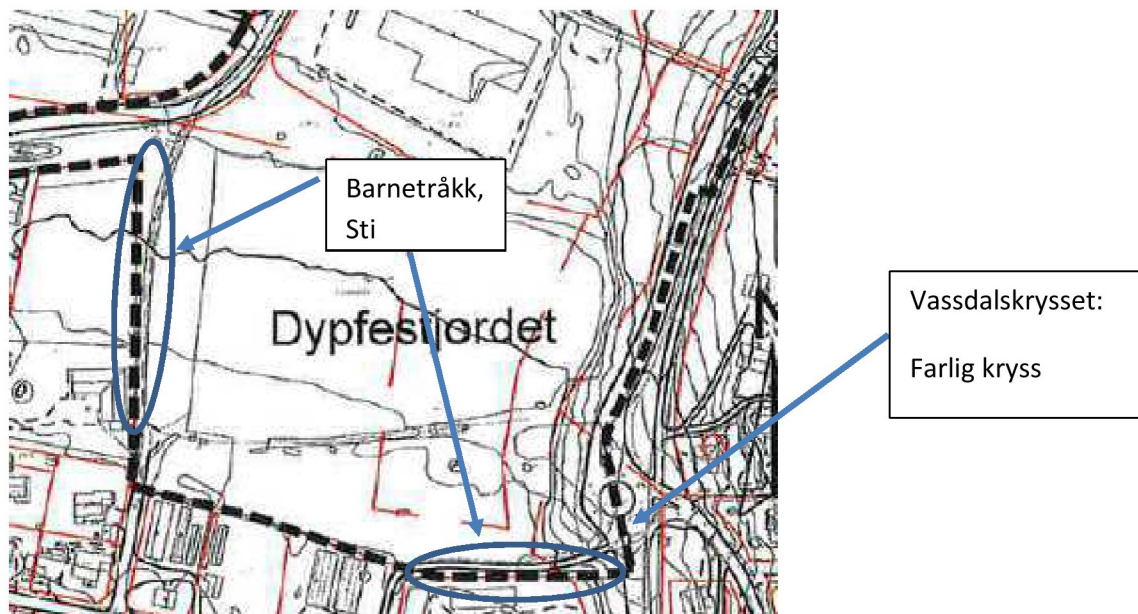 Barnetråkk,
Sti
Dypfestjordet
Vassdalskrysset:
Farlig kryss